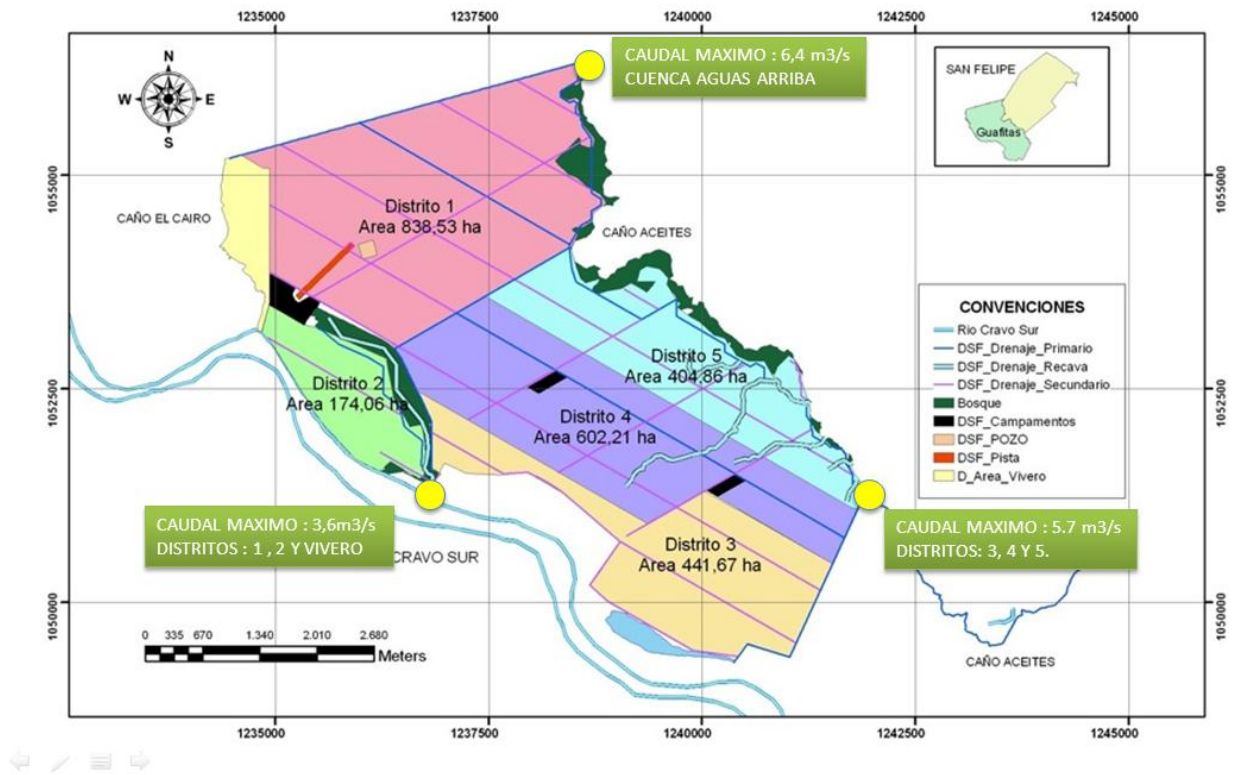 1235000 1237500 1240000 1242500 1245000
N
W E
S
CAUDAL MAXIMO : 6,4 m3/s
CUENCA AGUAS ARRIBA
SAN FELIPE
Guafitas
1055000 1055000
Distrito 1
Area 838,53 ha
CAÑO EL CAIRO
CAÑO ACEITES
CONVENCIONES
Rio Cravo Sur
DSF_Drenaje_Primario
DSF_Drenaje_Recava
DSF_Drenaje_Secundario
Bosque
DSF_Campamentos
DSF_POZO
DSF_Pista
D_Area_Vivero
Distrito 5
Area 404,86 ha
Distrito 2
Area 174,06 ha
1052500 1052500
Distrito 4
Area 602,21 ha
CAUDAL MAXIMO : 3,6m3/s
DISTRITOS : 1 , 2 Y VIVERO
CRAVO SUR
CAUDAL MAXIMO : 5.7 m3/s
DISTRITOS: 3, 4 Y 5.
Distrito 3
Area 441,67 ha
1050000 1050000
0 335 670 1.340 2.010 2.680
Meters
CAÑO ACEITES
1235000 1237500 1240000 1242500 1245000